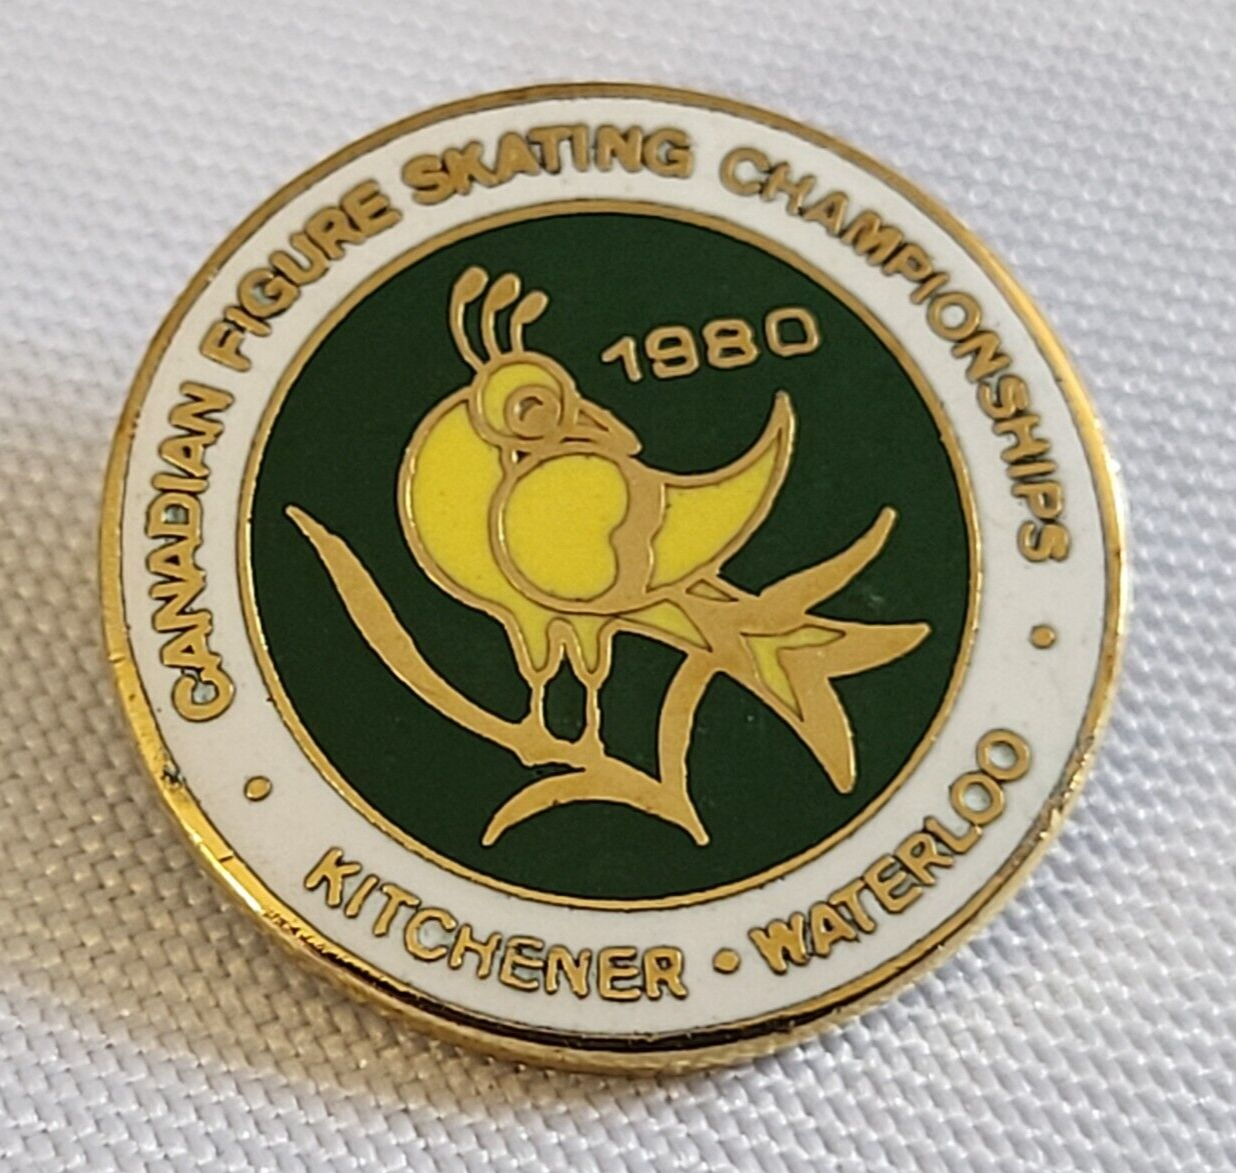 CANADIAN FIGURE SKATING CHAMPIONSHIPS
1980
KITCHENER • WATERLOO